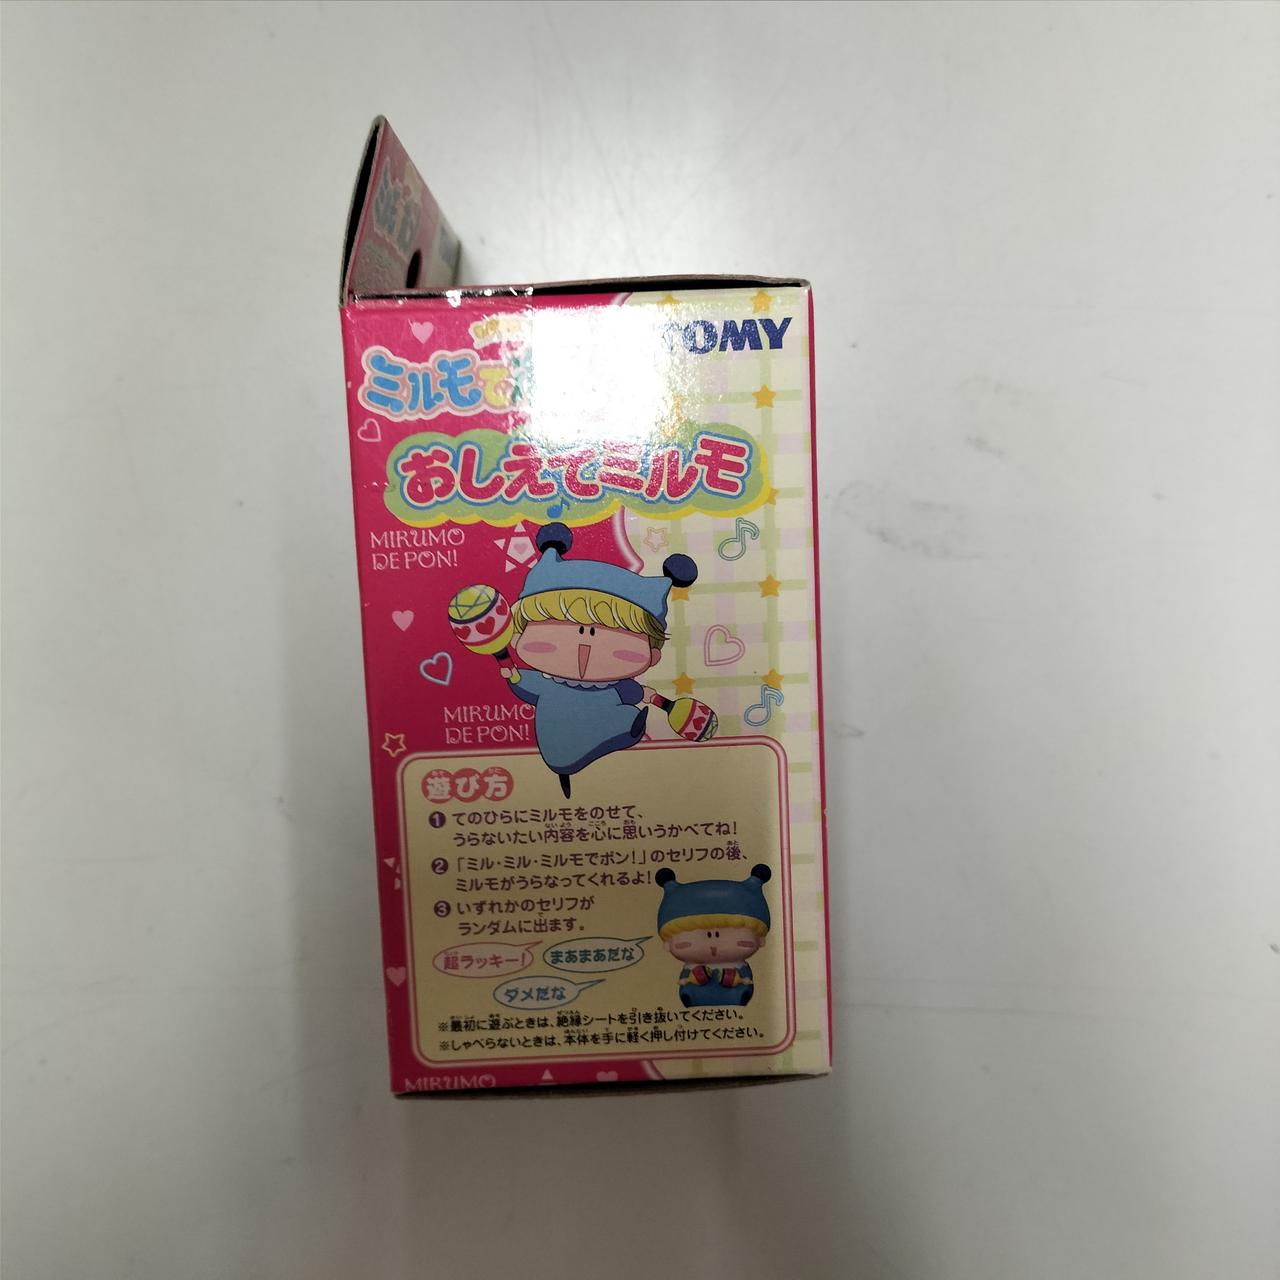 TOMY
ミルモで
おしえてミルモ
MIRUMO
DE PON!
MIRUMO
DE PON!
遊び方
① てのひらにミルモをのせて、
うらないたい内容を心に思いうかべてね!
② 「ミル・ミル・ミルモでポン!」のセリフの後、
ミルモがうらなってくれるよ!
③ いずれかのセリフが
ランダムに出ます。
超ラッキー!
まあまあだな
ダメだな
※最初に遊ぶときは、絶縁シートを引き抜いてください。
※しゃべらないときは、本体を手に軽く押し付けてください。
MIRUMO